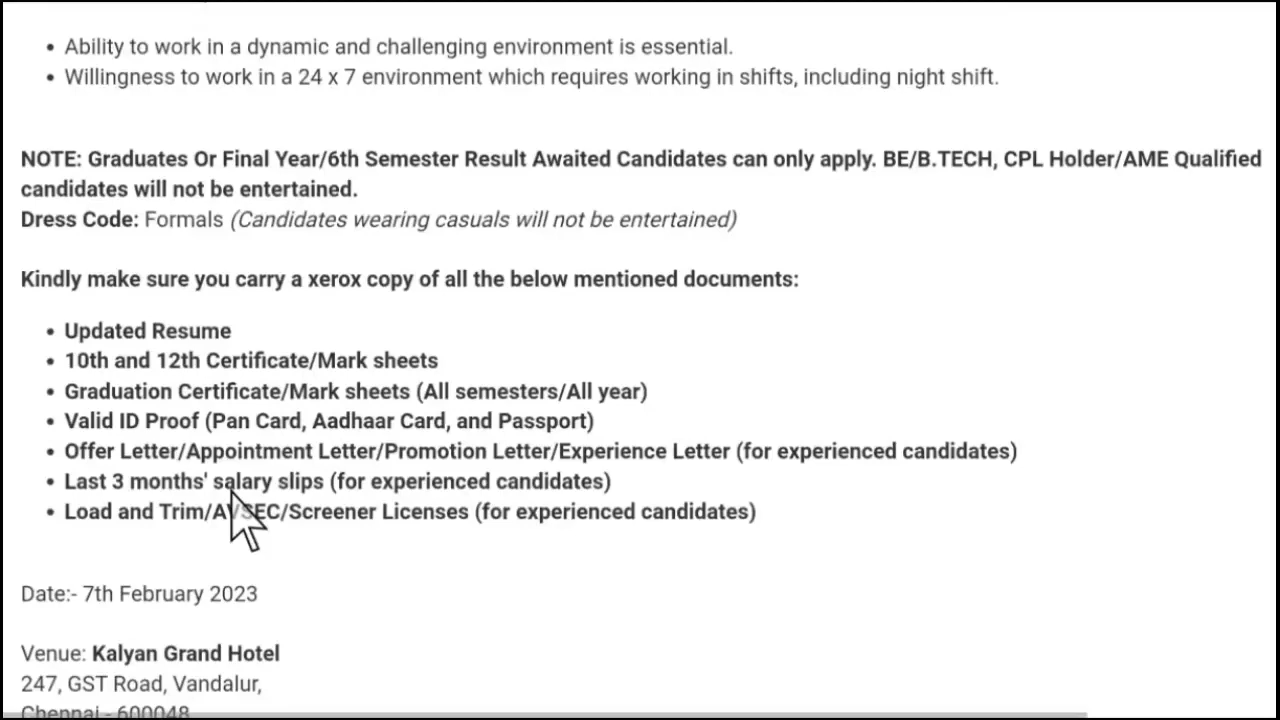 • Ability to work in a dynamic and challenging environment is essential.
• Willingness to work in a 24 x 7 environment which requires working in shifts, including night shift.
NOTE: Graduates Or Final Year/6th Semester Result Awaited Candidates can only apply. BE/B.TECH, CPL Holder/AME Qualified
candidates will not be entertained.
Dress Code: Formals (Candidates wearing casuals will not be entertained)
Kindly make sure you carry a xerox copy of all the below mentioned documents:
• Updated Resume
• 10th and 12th Certificate/Mark sheets
• Graduation Certificate/Mark sheets (All semesters/All year)
• Valid ID Proof (Pan Card, Aadhaar Card, and Passport)
• Offer Letter/Appointment Letter/Promotion Letter/Experience Letter (for experienced candidates)
• Last 3 months' salary slips (for experienced candidates)
• Load and Trim/AVSEC/Screener Licenses (for experienced candidates)
Date:- 7th February 2023
Venue: Kalyan Grand Hotel
247, GST Road, Vandalur,
Chennai - 600048